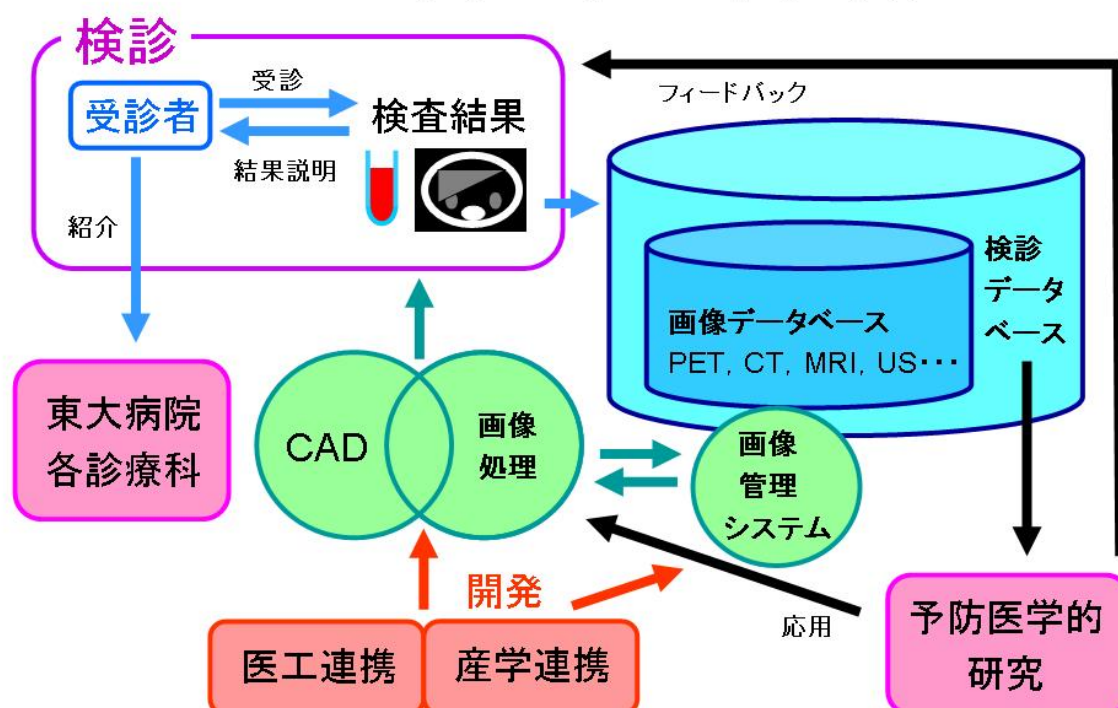 検診
受診者
受診
検査結果
結果説明
紹介
フィードバック
検診
データ
ベース
画像データベース
PET, CT, MRI, US・・・
東大病院
各診療科
CAD
画像
処理
画像
管理
システム
開発
医工連携
産学連携
応用
予防医学的
研究